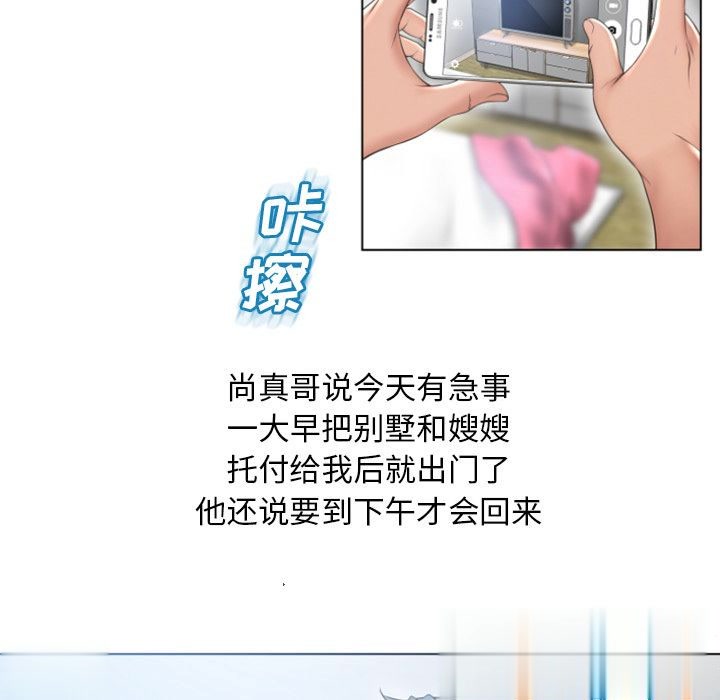 SAMSUNG
咔
擦
尚真哥说今天有急事
一大早把别墅和嫂嫂
托付给我后就出门了
他还说要到下午才会回来